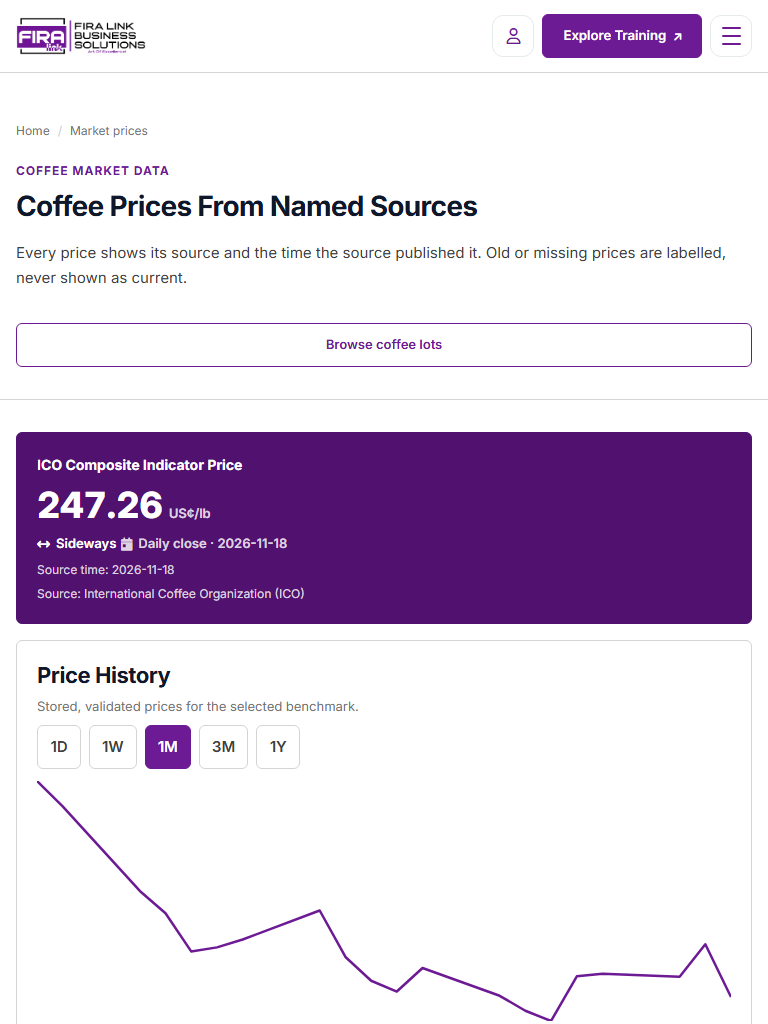 FIRA
FIRA LINK
BUSINESS
SOLUTIONS
Explore Training
Home / Market prices
COFFEE MARKET DATA
Coffee Prices From Named Sources
Every price shows its source and the time the source published it. Old or missing prices are labelled,
never shown as current.
Browse coffee lots
ICO Composite Indicator Price
247.26 US¢/lb
Sideways Daily close · 2026-11-18
Source time: 2026-11-18
Source: International Coffee Organization (ICO)
Price History
Stored, validated prices for the selected benchmark.
1D 1W 1M 3M 1Y